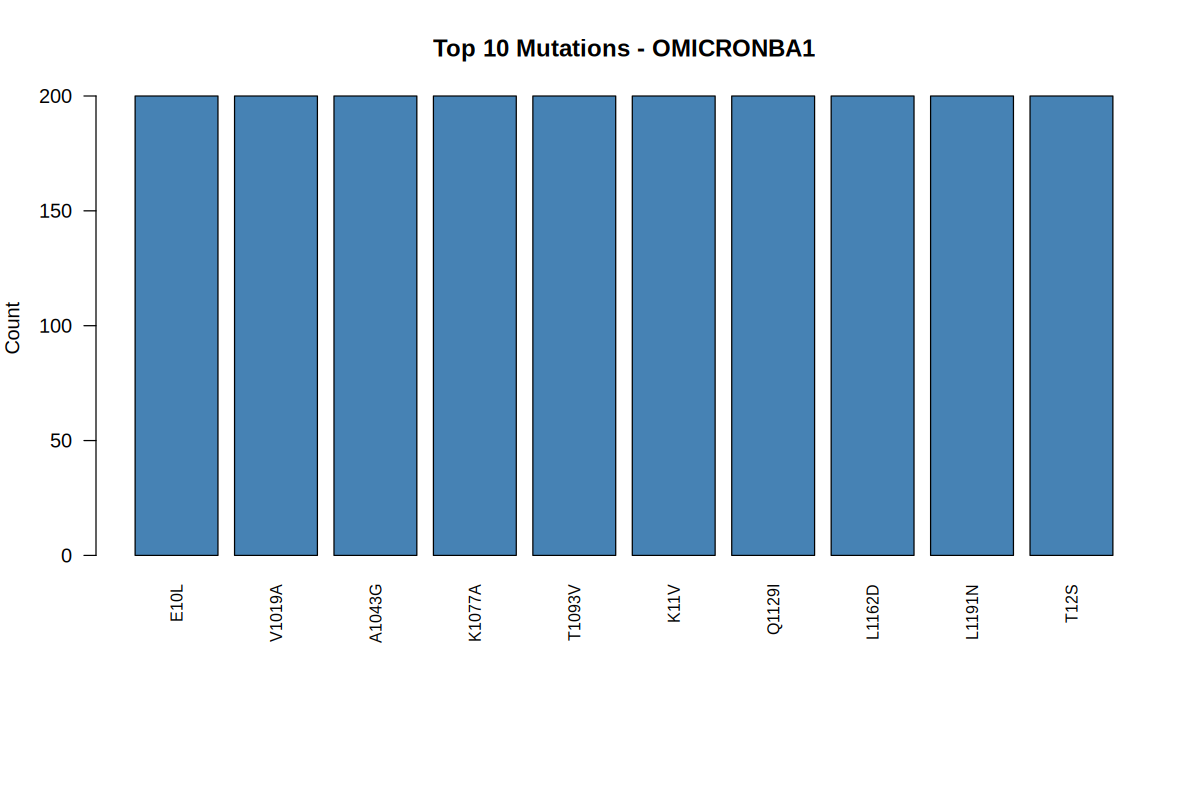 Top 10 Mutations - OMICRONBA1
Count
200
150
100
50
0
E10L
V1019A
A1043G
K1077A
T1093V
K11V
Q1129I
L1162D
L1191N
T12S